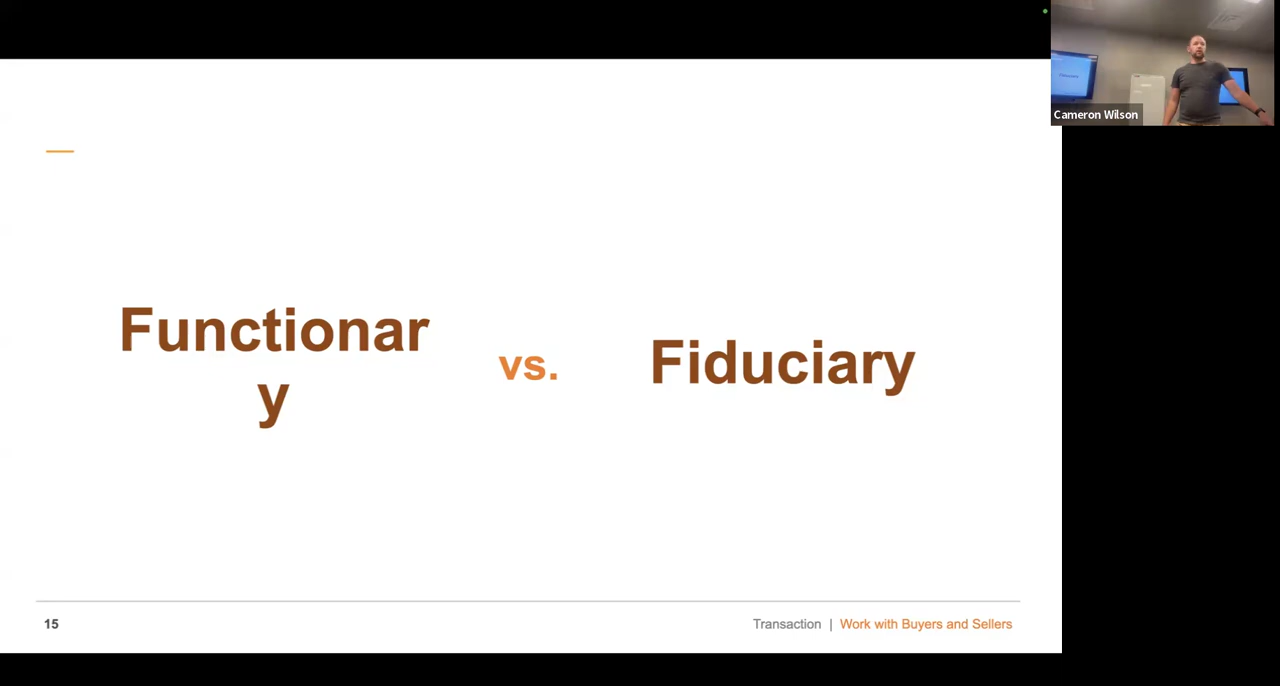 Cameron Wilson
Functionar
y
vs.
Fiduciary
15
Transaction | Work with Buyers and Sellers